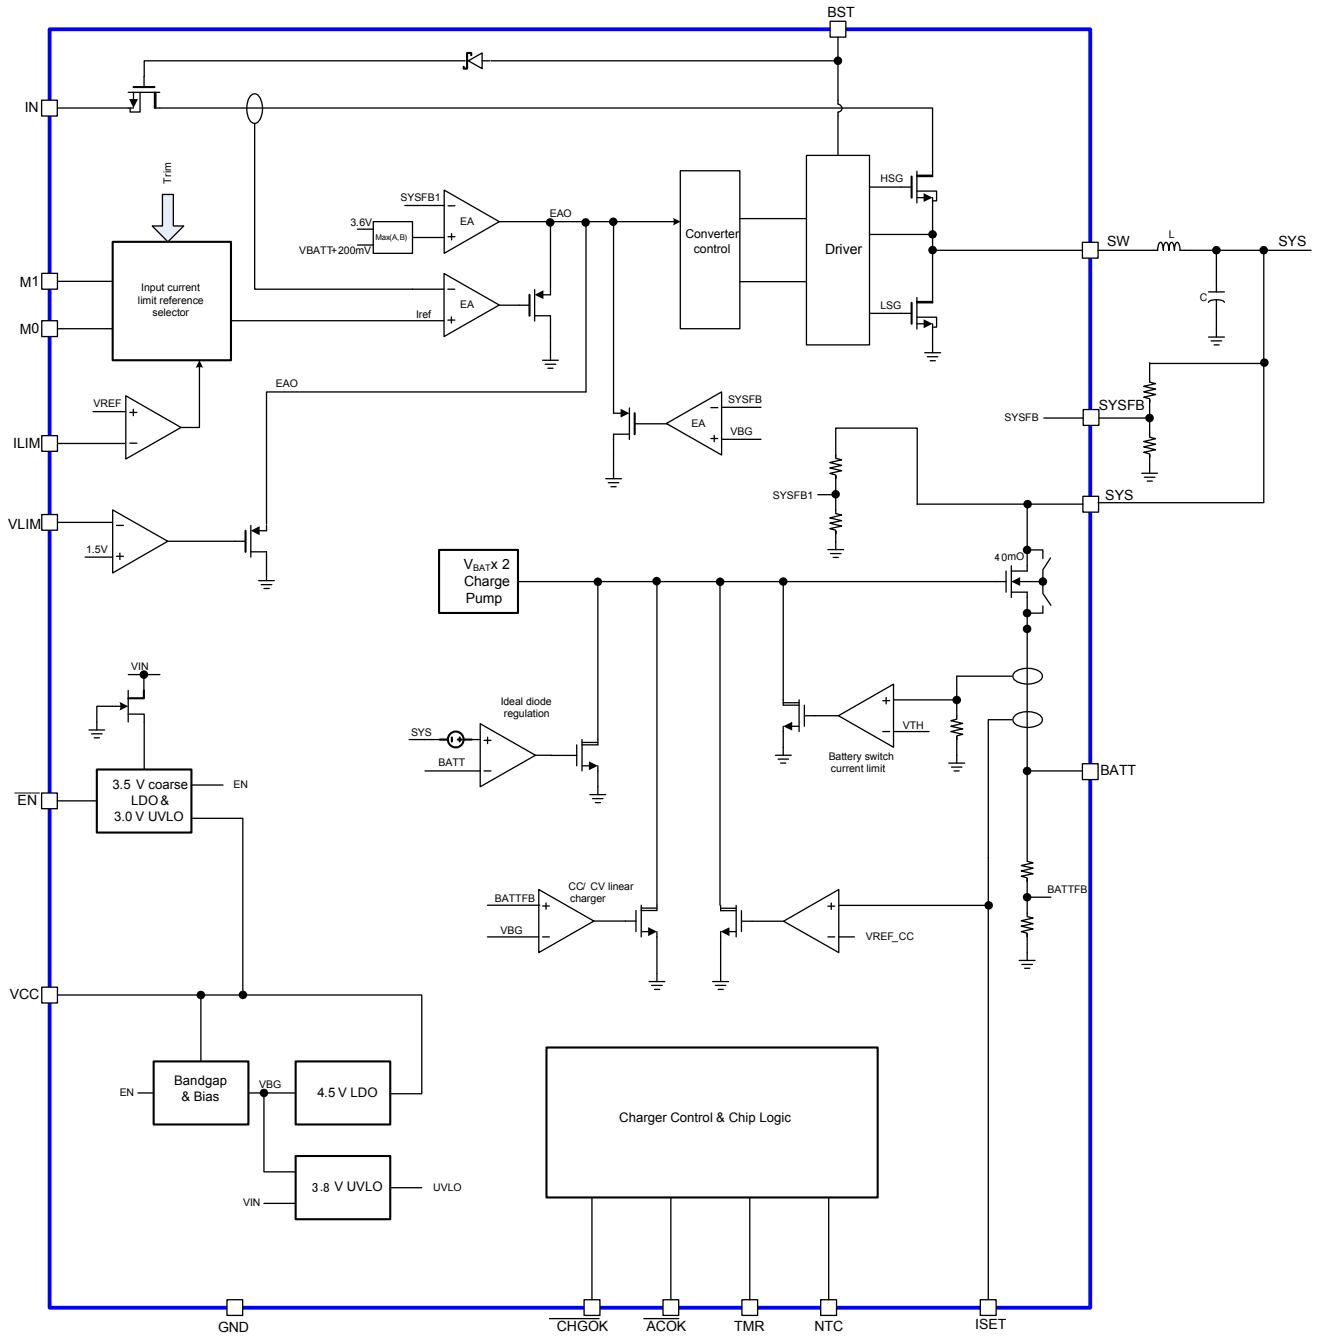 BST
IN
Trim
HSG
SYSFB1
EAO
3.6V
Max(A,B)
EA
VBATT+200mV
Converter
control
Driver
SW
L
SYS
M1
Input current
limit reference
selector
C
EA
Iref
LSG
M0
EAO
VREF
SYSFB
EA
VBG
SYSFB
SYSFB
ILIM
SYSFB1
SYS
VLIM
1.5V
40mO
VBATx 2
Charge
Pump
VIN
Ideal diode
regulation
SYS
BATT
VTH
Battery switch
current limit
BATT
EN
3.5 V coarse
LDO &
3.0 V UVLO
EN
CC/ CV linear
charger
BATTFB
VBG
BATTFB
VREF_CC
VCC
EN
Bandgap
& Bias
VBG
4.5 V LDO
Charger Control & Chip Logic
3.8 V UVLO
UVLO
VIN
GND
CHGOK
ACOK
TMR
NTC
ISET